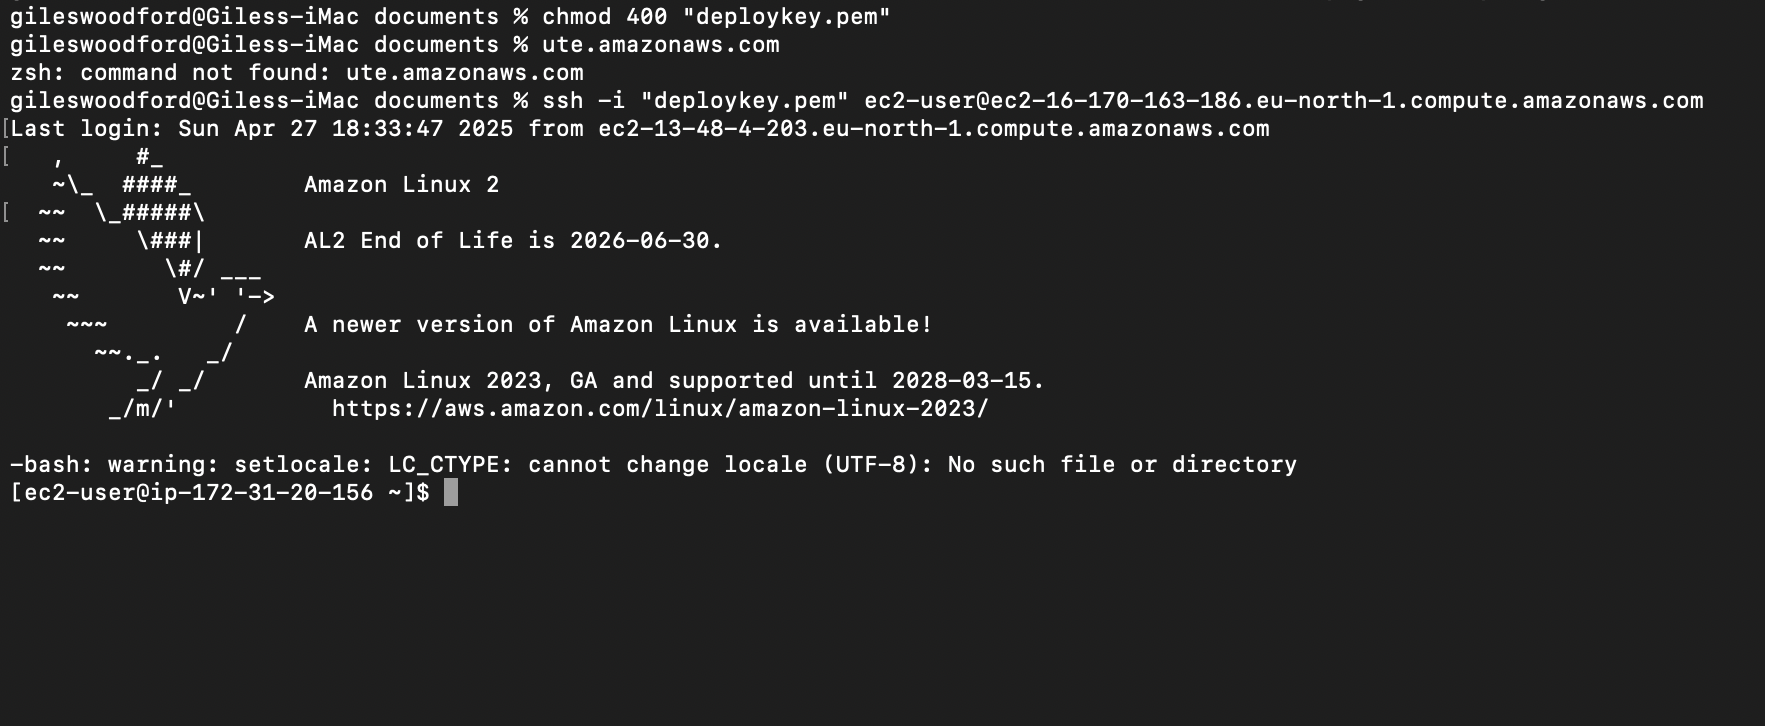 gileswoodford@Giless-iMac documents % chmod 400 "deploykey.pem"
gileswoodford@Giless-iMac documents % ute.amazonaws.com
zsh: command not found: ute.amazonaws.com
gileswoodford@Giless-iMac documents % ssh -i "deploykey.pem" ec2-user@ec2-16-170-163-186.eu-north-1.compute.amazonaws.com
[Last login: Sun Apr 27 18:33:47 2025 from ec2-13-48-4-203.eu-north-1.compute.amazonaws.com
[   ,     #_
   ~\_  ####_        Amazon Linux 2
[  ~~  \_#####\
  ~~     \###|       AL2 End of Life is 2026-06-30.
  ~~       \#/ ___
   ~~       V~' '->
    ~~~         /    A newer version of Amazon Linux is available!
      ~~._.   _/
         _/ _/       Amazon Linux 2023, GA and supported until 2028-03-15.
       _/m/'           https://aws.amazon.com/linux/amazon-linux-2023/

-bash: warning: setlocale: LC_CTYPE: cannot change locale (UTF-8): No such file or directory
[ec2-user@ip-172-31-20-156 ~]$